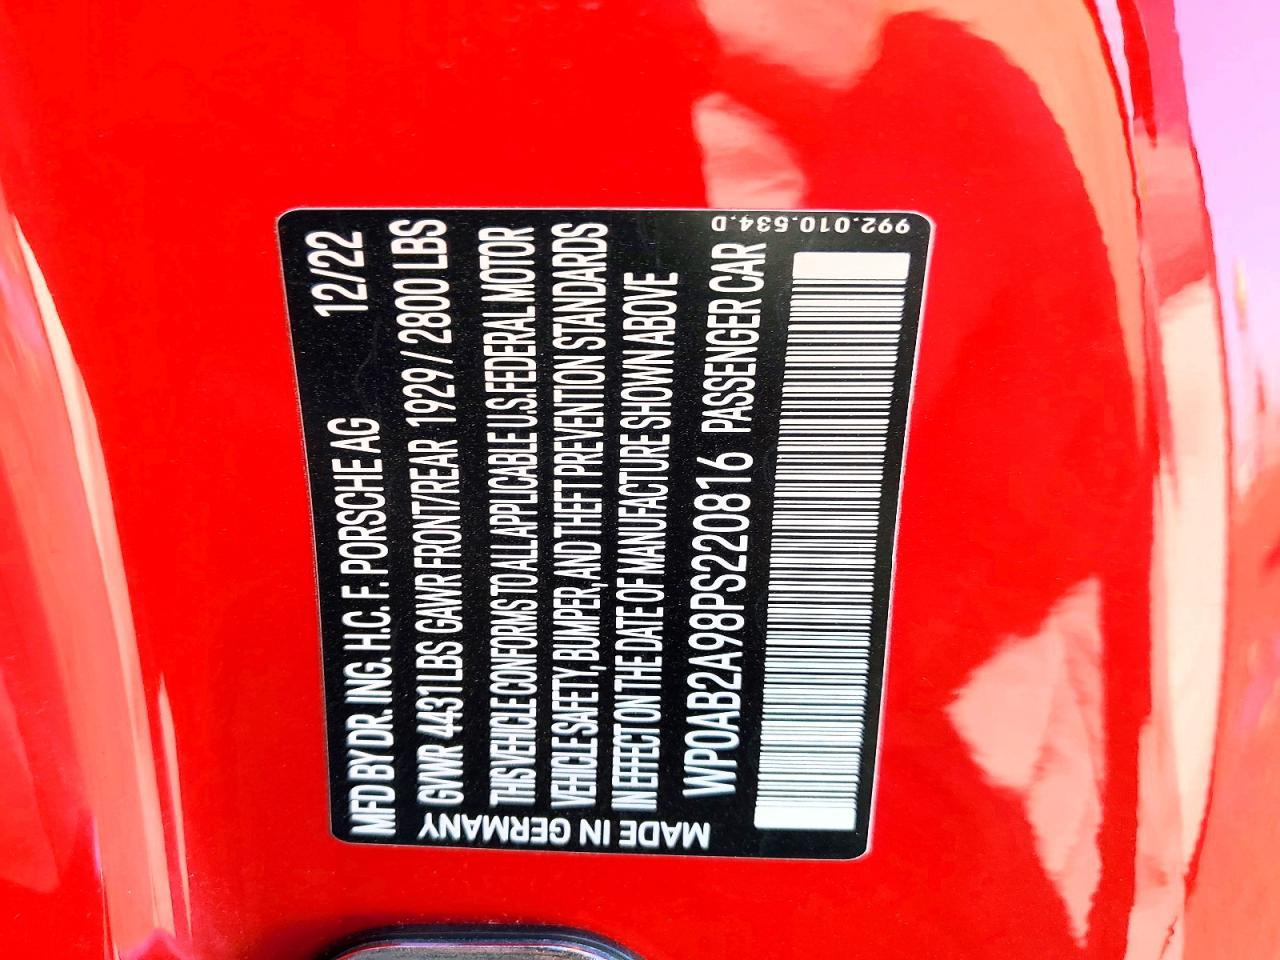 MFD BY DR. ING. H.C. F. PORSCHE AG 12/22
GVWR 4431 LBS GAWR FRONT/REAR 1929 / 2800 LBS
THIS VEHICLE CONFORMS TO ALL APPLICABLE U.S. FEDERAL MOTOR
VEHICLE SAFETY, BUMPER, AND THEFT PREVENTION STANDARDS
IN EFFECT ON THE DATE OF MANUFACTURE SHOWN ABOVE
WP0AB2A98PS220816 PASSENGER CAR
MADE IN GERMANY
992.010.534.D